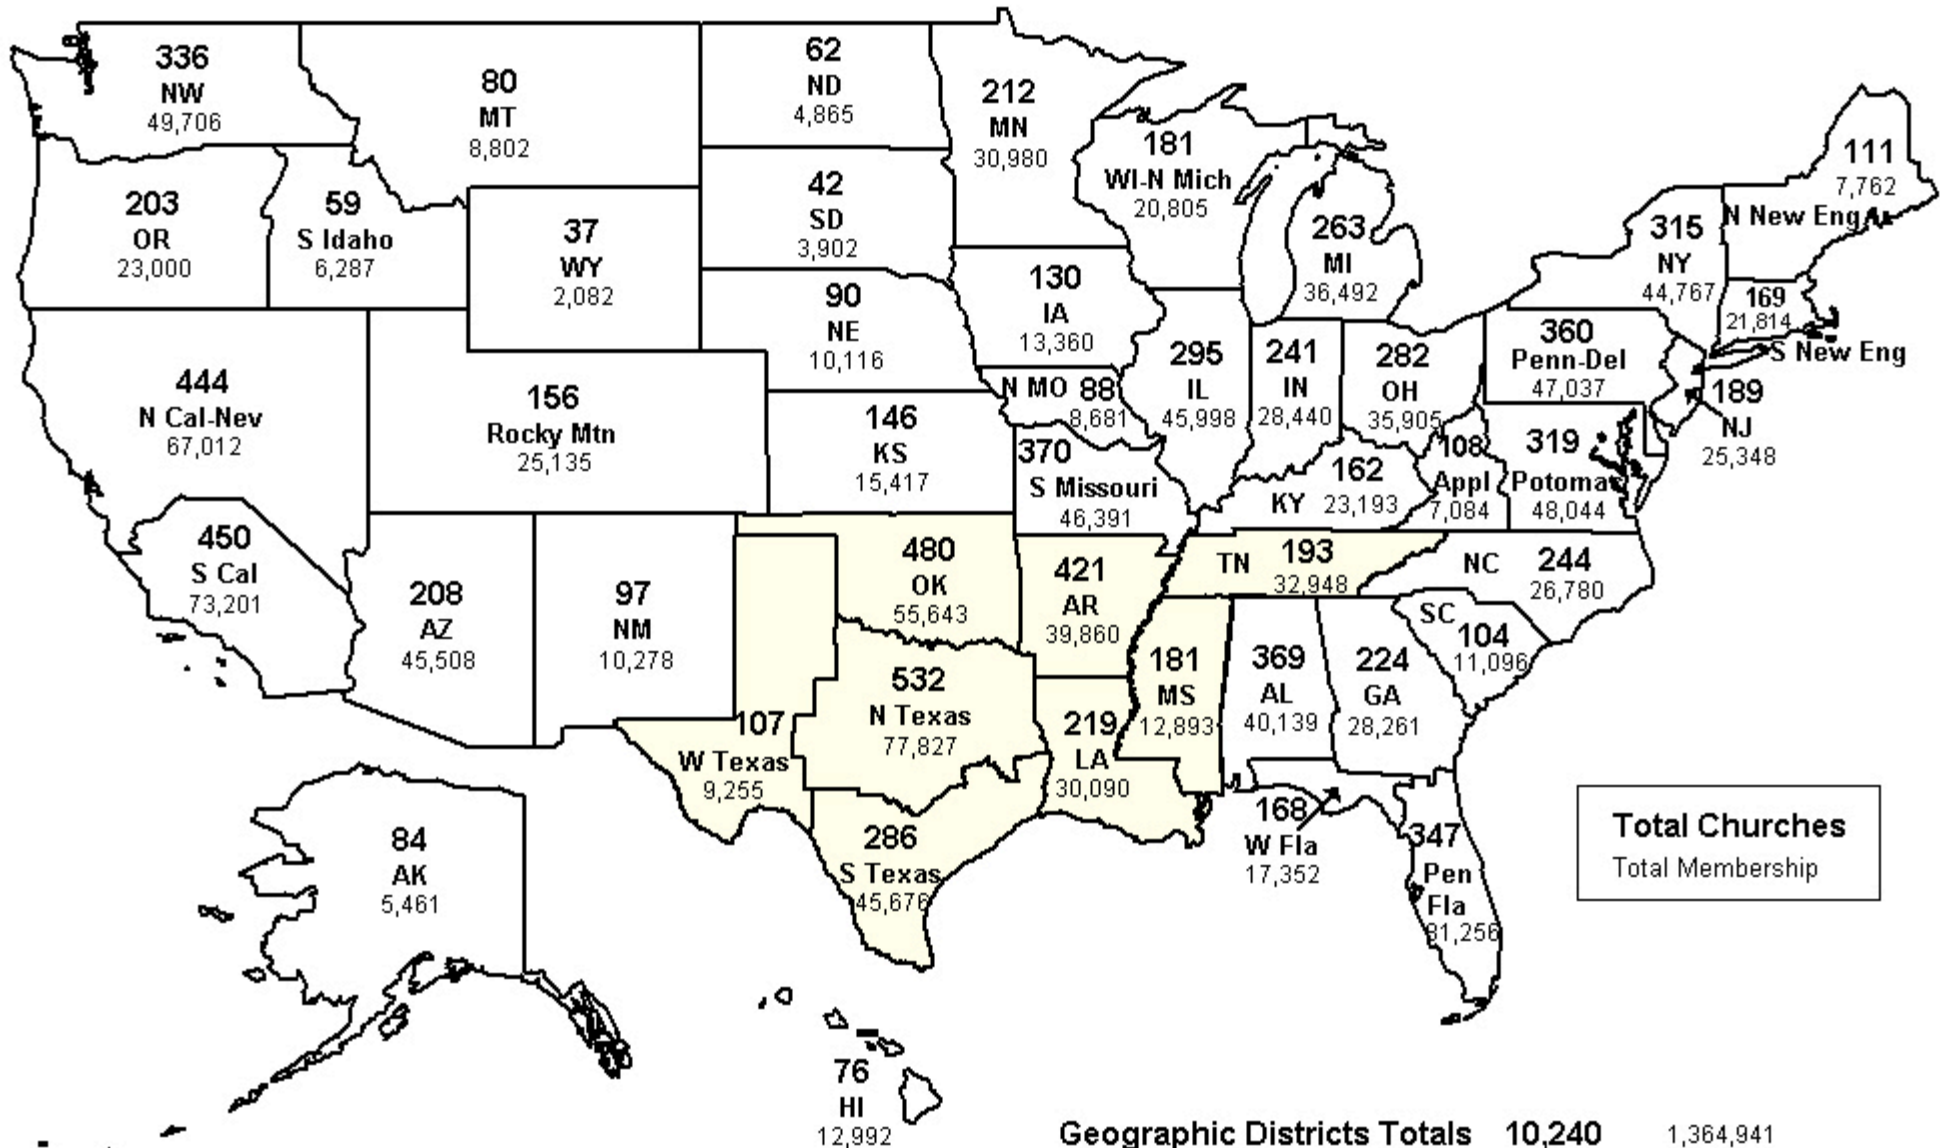 336
NW
49,706
80
MT
8,802
62
ND
4,865
212
MN
30,980
181
WI-N Mich
20,805
263
MI
36,492
111
7,762
N New Eng
315
NY
44,767
169
21,814
S New Eng
203
OR
23,000
59
S Idaho
6,287
37
WY
2,082
42
SD
3,902
90
NE
10,116
130
IA
13,360
295
IL
45,998
241
IN
28,440
282
OH
35,905
360
Penn-Del
47,037
189
NJ
25,348
444
N Cal-Nev
67,012
156
Rocky Mtn
25,135
146
KS
15,417
N MO 88
8,681
370
S Missouri
46,391
162
KY 23,193
108
Appl
7,084
319
Potomac
48,044
450
S Cal
73,201
208
AZ
45,508
97
NM
10,278
480
OK
55,643
421
AR
39,860
TN 193
32,948
NC 244
26,780
SC 104
11,096
107
W Texas
9,255
532
N Texas
77,827
219
LA
30,090
181
MS
12,893
369
AL
40,139
224
GA
28,261
286
S Texas
45,676
168
W Fla
17,352
347
Pen
Fla
81,256
84
AK
5,461
76
HI
12,992
Total Churches
Total Membership
Geographic Districts Totals 10,240 1,364,941